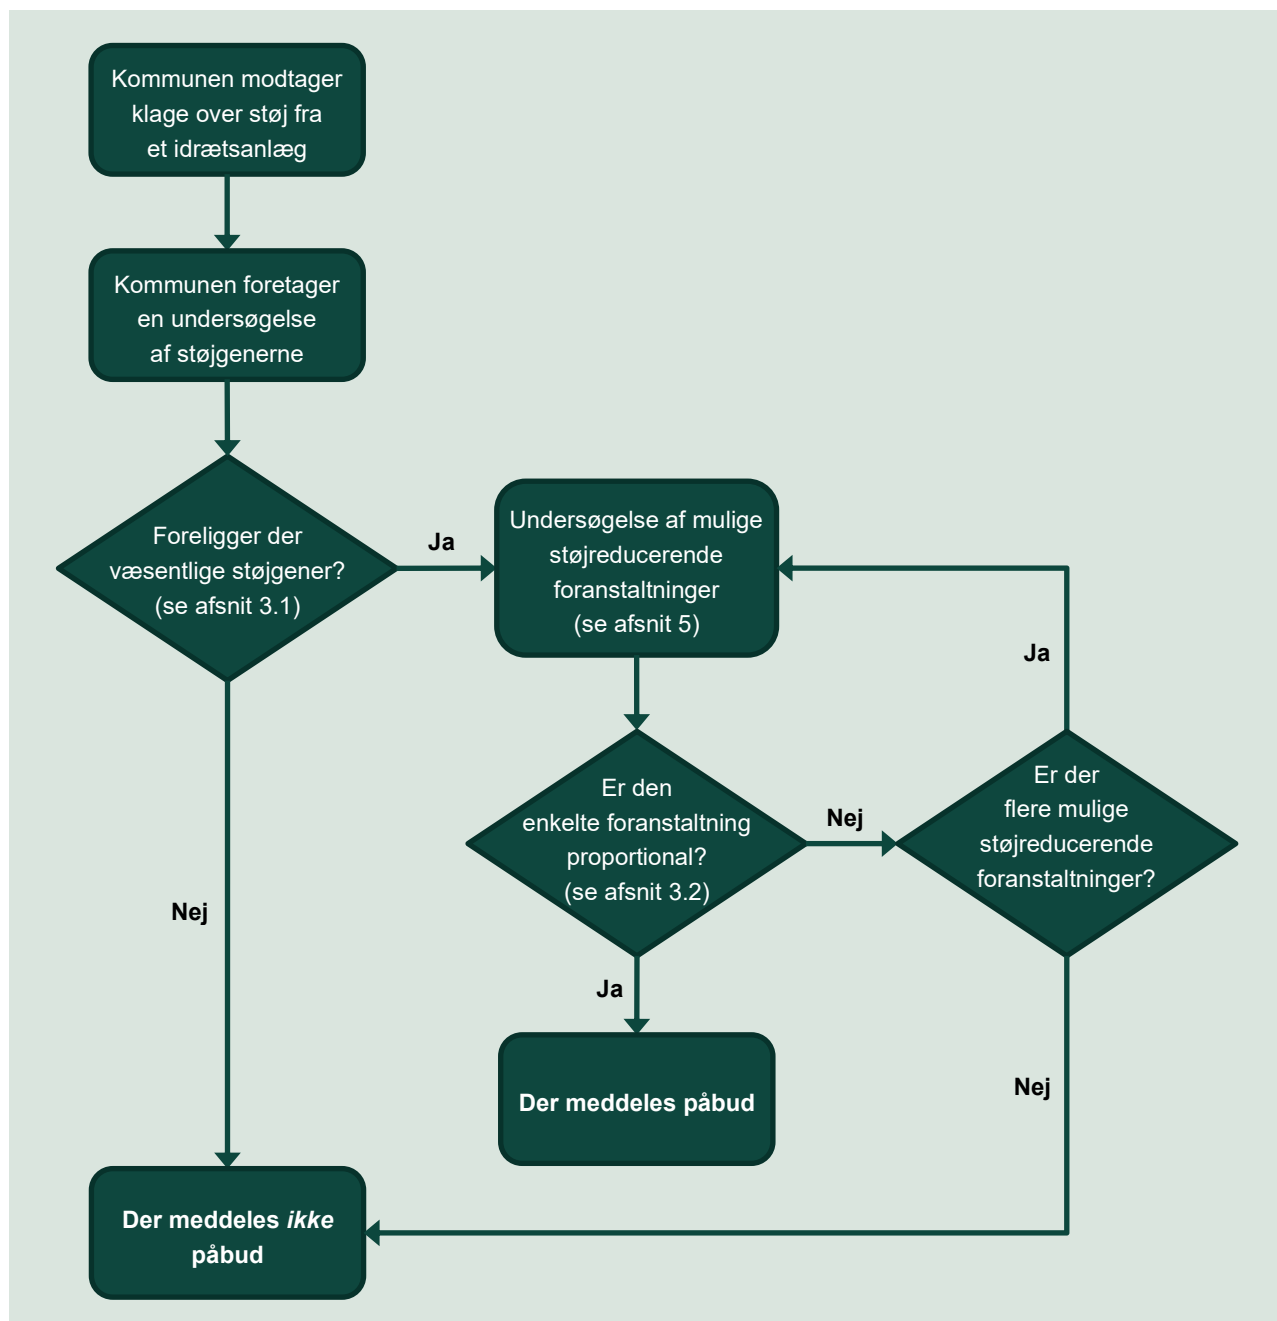 Kommunen modtager
klage over støj fra
et idrætsanlæg
Kommunen foretager
en undersøgelse
af støjgenerne
Foreligger der
væsentlige støjgener?
(se afsnit 3.1)
Ja
Undersøgelse af mulige
støjreducerende
foranstaltninger
(se afsnit 5)
Ja
Er den
enkelte foranstaltning
proportional?
(se afsnit 3.2)
Nej
Er der
flere mulige
støjreducerende
foranstaltninger?
Nej
Ja
Der meddeles påbud
Nej
Der meddeles ikke
påbud